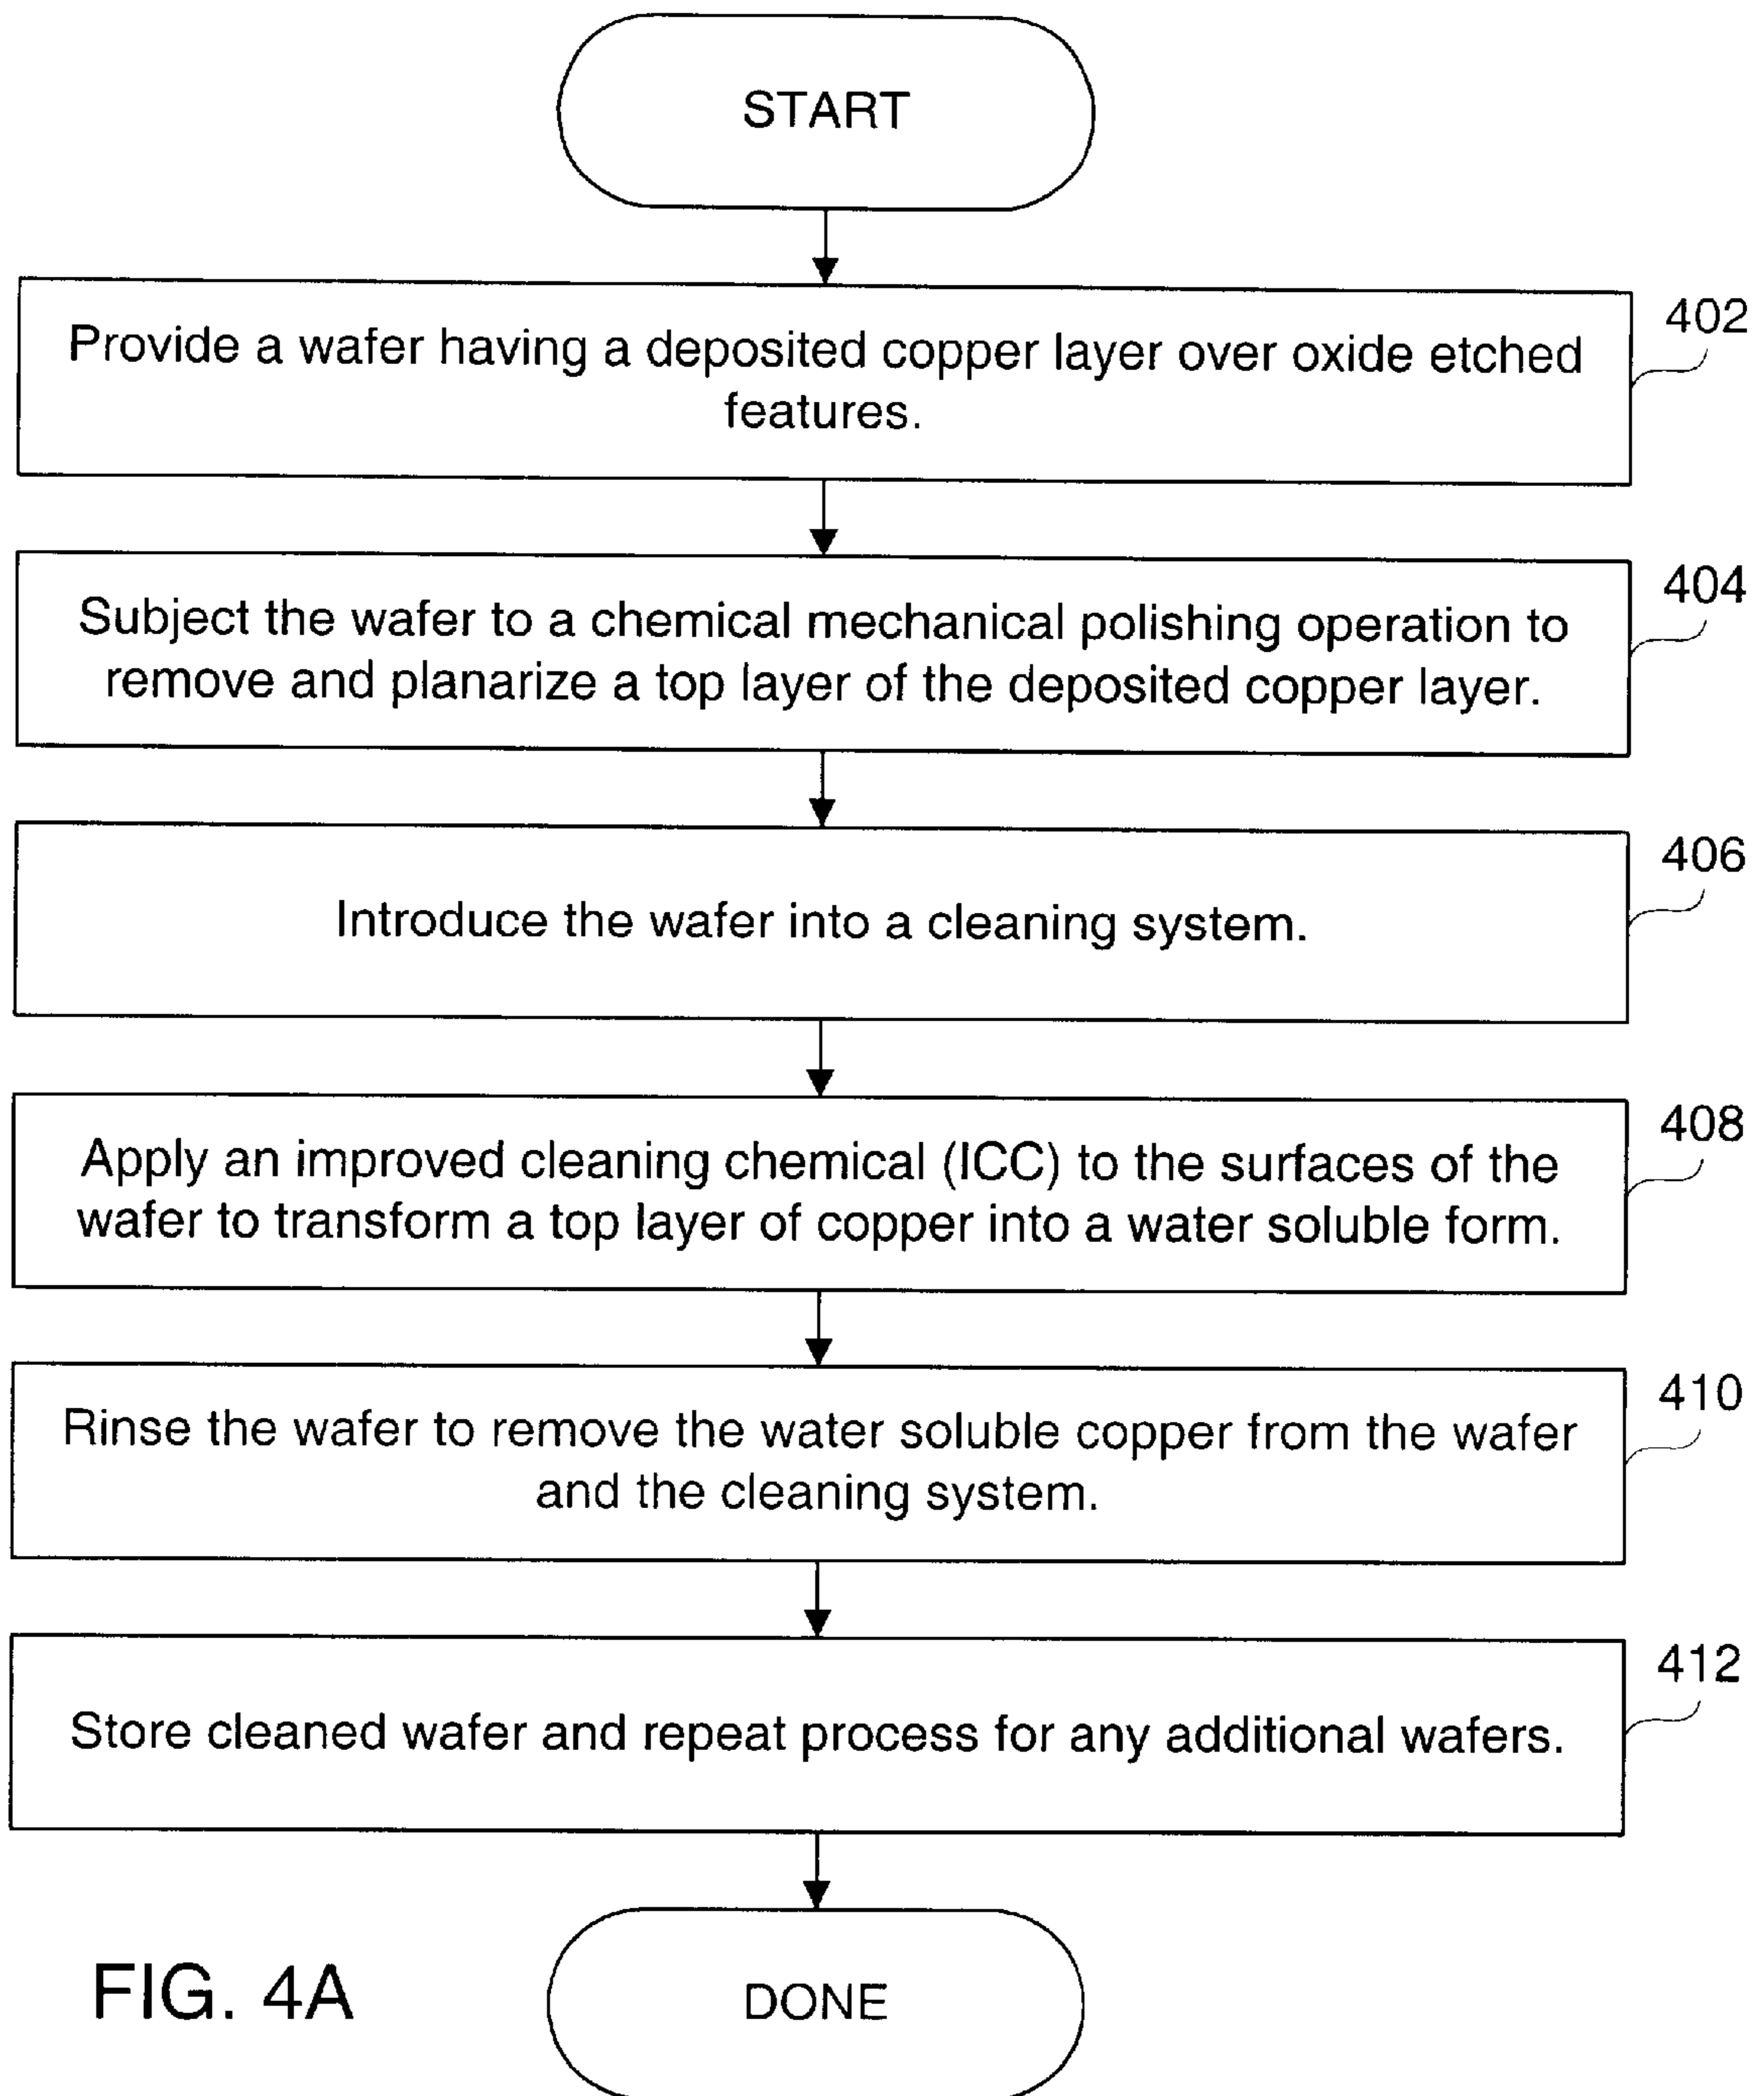 START
Provide a wafer having a deposited copper layer over oxide etched
features.
402
Subject the wafer to a chemical mechanical polishing operation to
remove and planarize a top layer of the deposited copper layer.
404
Introduce the wafer into a cleaning system.
406
Apply an improved cleaning chemical (ICC) to the surfaces of the
wafer to transform a top layer of copper into a water soluble form.
408
Rinse the wafer to remove the water soluble copper from the wafer
and the cleaning system.
410
Store cleaned wafer and repeat process for any additional wafers.
412
DONE
FIG. 4A